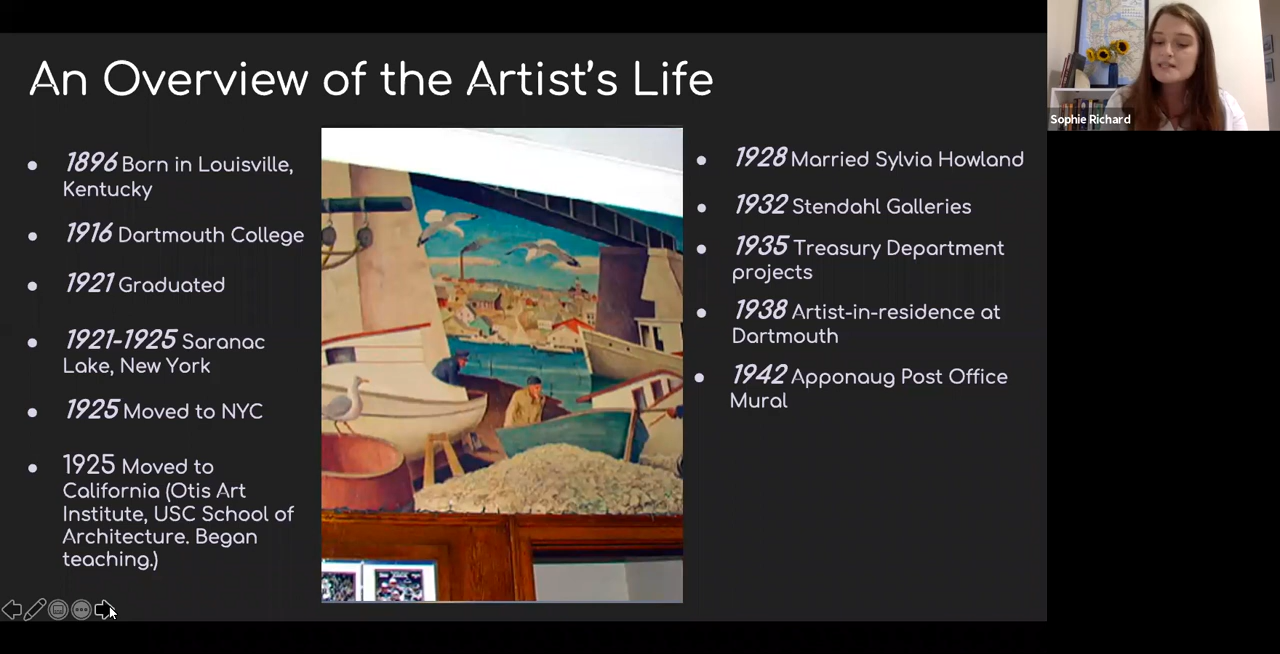 An Overview of the Artist's Life
1896 Born in Louisville,
Kentucky
1916 Dartmouth College
1921 Graduated
1921-1925 Saranac
Lake, New York
1925 Moved to NYC
1925 Moved to
California (Otis Art
Institute, USC School of
Architecture. Began
teaching.)
1928 Married Sylvia Howland
1932 Stendahl Galleries
1935 Treasury Department
projects
1938 Artist-in-residence at
Dartmouth
1942 Apponaug Post Office
Mural
Sophie Richard